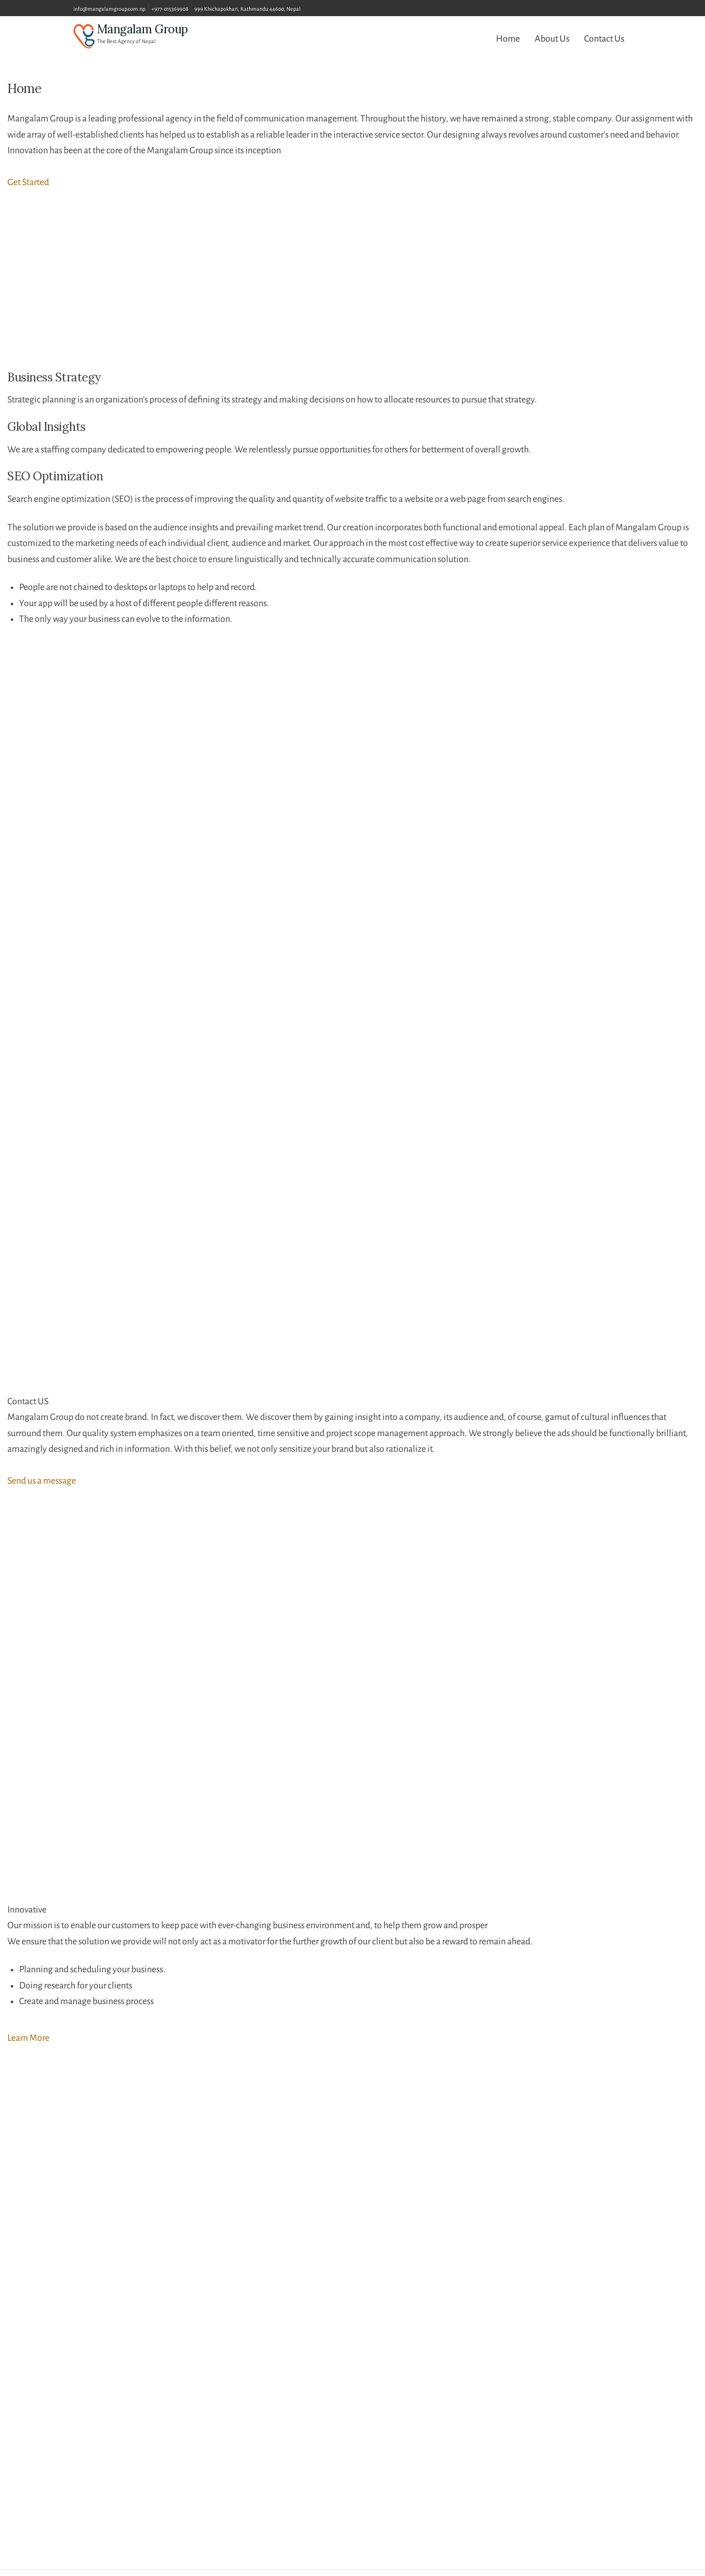 info@mangalamgroup.com.np +977-015369908 999 Khichapokhari, Kathmandu 44600, Nepal
Mangalam Group
The Best Agency of Nepal
Home About Us Contact Us
Home
Mangalam Group is a leading professional agency in the field of communication management. Throughout the history, we have remained a strong, stable company. Our assignment with
wide array of well-established clients has helped us to establish as a reliable leader in the interactive service sector. Our designing always revolves around customer's need and behavior.
Innovation has been at the core of the Mangalam Group since its inception
Get Started
Business Strategy
Strategic planning is an organization's process of defining its strategy and making decisions on how to allocate resources to pursue that strategy.
Global Insights
We are a staffing company dedicated to empowering people. We relentlessly pursue opportunities for others for betterment of overall growth.
SEO Optimization
Search engine optimization (SEO) is the process of improving the quality and quantity of website traffic to a website or a web page from search engines.
The solution we provide is based on the audience insights and prevailing market trend. Our creation incorporates both functional and emotional appeal. Each plan of Mangalam Group is
customized to the marketing needs of each individual client, audience and market. Our approach in the most cost effective way to create superior service experience that delivers value to
business and customer alike. We are the best choice to ensure linguistically and technically accurate communication solution.
• People are not chained to desktops or laptops to help and record.
• Your app will be used by a host of different people different reasons.
• The only way your business can evolve to the information.
Contact US
Mangalam Group do not create brand. In fact, we discover them. We discover them by gaining insight into a company, its audience and, of course, gamut of cultural influences that
surround them. Our quality system emphasizes on a team oriented, time sensitive and project scope management approach. We strongly believe the ads should be functionally brilliant,
amazingly designed and rich in information. With this belief, we not only sensitize your brand but also rationalize it.
Send us a message
Innovative
Our mission is to enable our customers to keep pace with ever-changing business environment and, to help them grow and prosper
We ensure that the solution we provide will not only act as a motivator for the further growth of our client but also be a reward to remain ahead.
• Planning and scheduling your business.
• Doing research for your clients
• Create and manage business process
Learn More